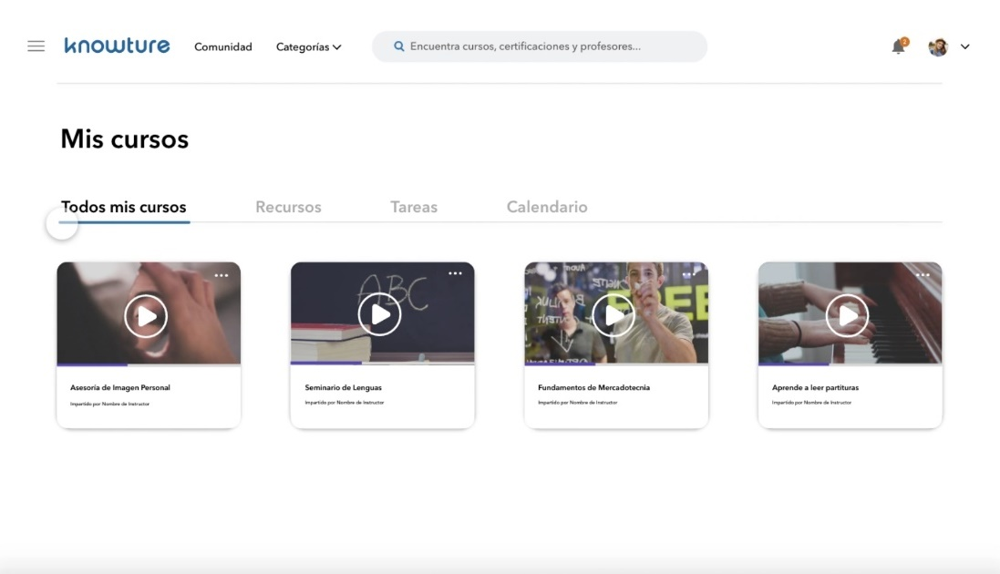 knowture Comunidad Categorías Encuentra cursos, certificaciones y profesores... 2
Mis cursos
Todos mis cursos Recursos Tareas Calendario
ABC
FREE
Asesoría de Imagen Personal
Impartido por Nombre de Instructor
Seminario de Lenguas
Impartido por Nombre de Instructor
Fundamentos de Mercadotecnia
Impartido por Nombre de Instructor
Aprende a leer partituras
Impartido por Nombre de Instructor